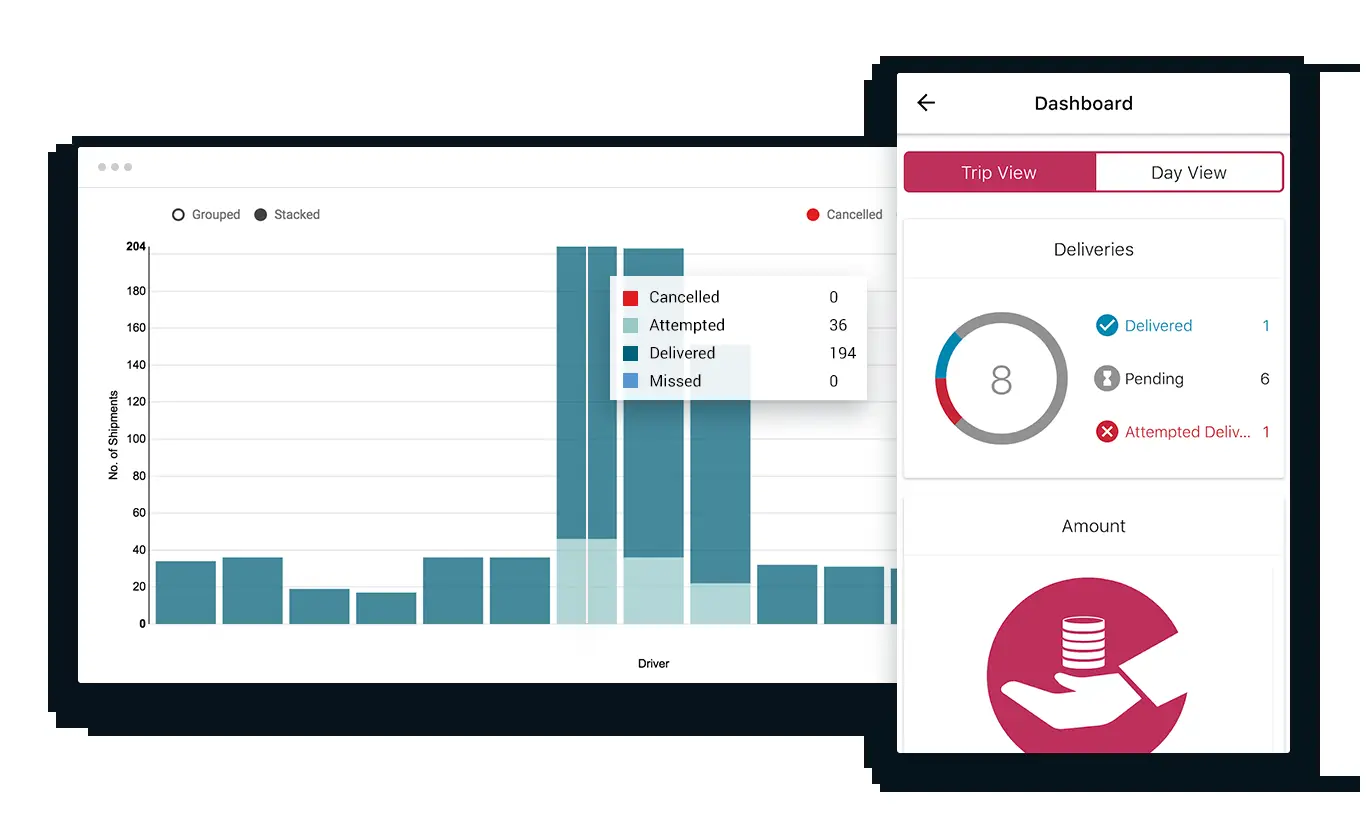 Grouped Stacked Cancelled
204
180
160
140
120
100
80
60
40
20
0
No. of Shipments
Driver
Cancelled 0
Attempted 36
Delivered 194
Missed 0
Dashboard
Trip View Day View
Deliveries
8
Delivered 1
Pending 6
Attempted Deliv... 1
Amount